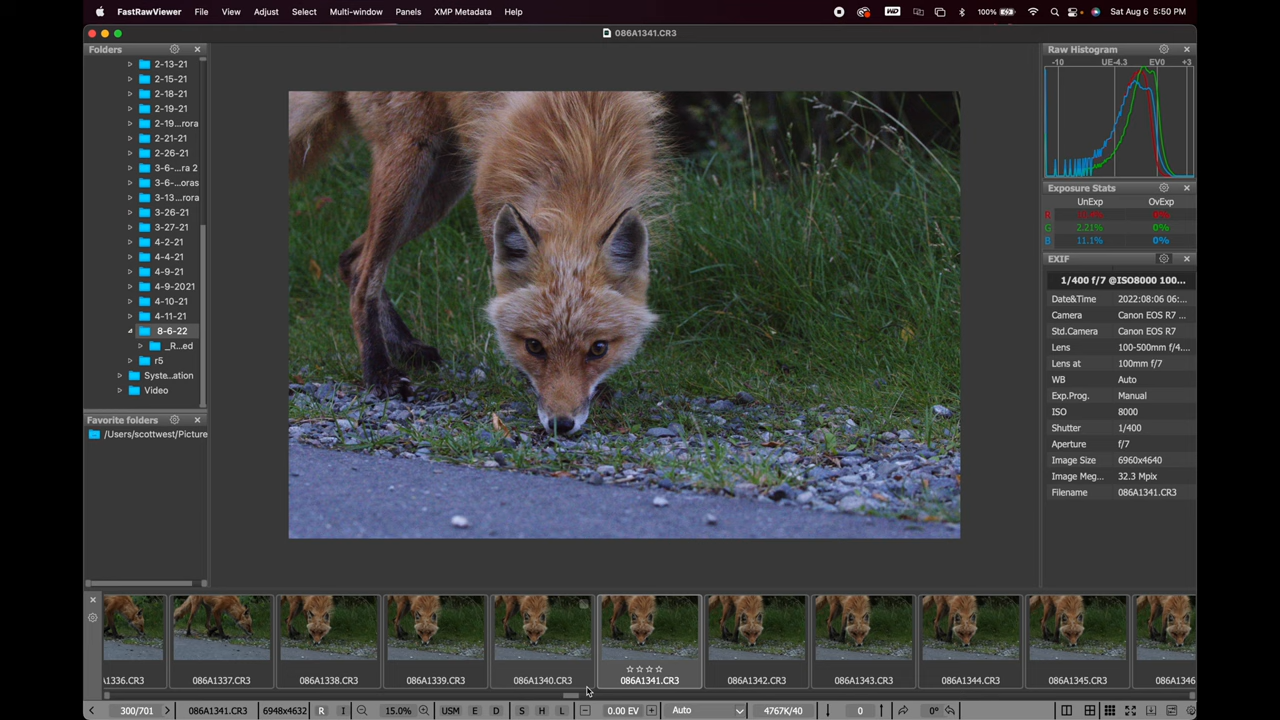 FastRawViewer File View Adjust Select Multi-window Panels XMP Metadata Help WD 100% Sat Aug 6 5:50 PM
086A1341.CR3
Folders
2-13-21
2-15-21
2-18-21
2-19-21
2-19...rora
2-21-21
2-26-21
3-6-...ra 2
3-6-...oras
3-13...rora
3-26-21
3-27-21
4-2-21
4-4-21
4-9-21
4-9-2021
4-10-21
4-11-21
8-6-22
_R...ed
r5
Syste...ation
Video
Favorite folders
/Users/scottwest/Picture
Raw Histogram
-10 UE-4.3 EV0 +3
Exposure Stats
UnExp OvExp
R 0%
G 2.21% 0%
B 11.1% 0%
EXIF
1/400 f/7 @ISO8000 100...
Date&Time 2022:08:06 06:...
Camera Canon EOS R7 ...
Std.Camera Canon EOS R7
Lens 100-500mm f/4....
Lens at 100mm f/7
WB Auto
Exp.Prog. Manual
ISO 8000
Shutter 1/400
Aperture f/7
Image Size 6960x4640
Image Meg... 32.3 Mpix
Filename 086A1341.CR3
\1336.CR3 086A1337.CR3 086A1338.CR3 086A1339.CR3 086A1340.CR3 086A1341.CR3 086A1342.CR3 086A1343.CR3 086A1344.CR3 086A1345.CR3 086A1346
300/701 086A1341.CR3 6948x4632 R I 15.0% USM E D S H L 0.00 EV Auto 4767K/40 0 0°